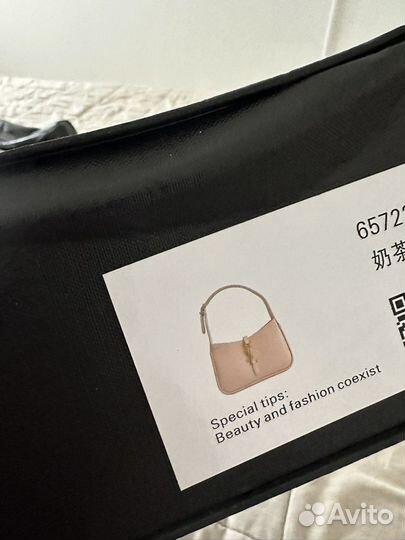 6572
奶茶
Special tips:
Beauty and fashion coexist
Avito